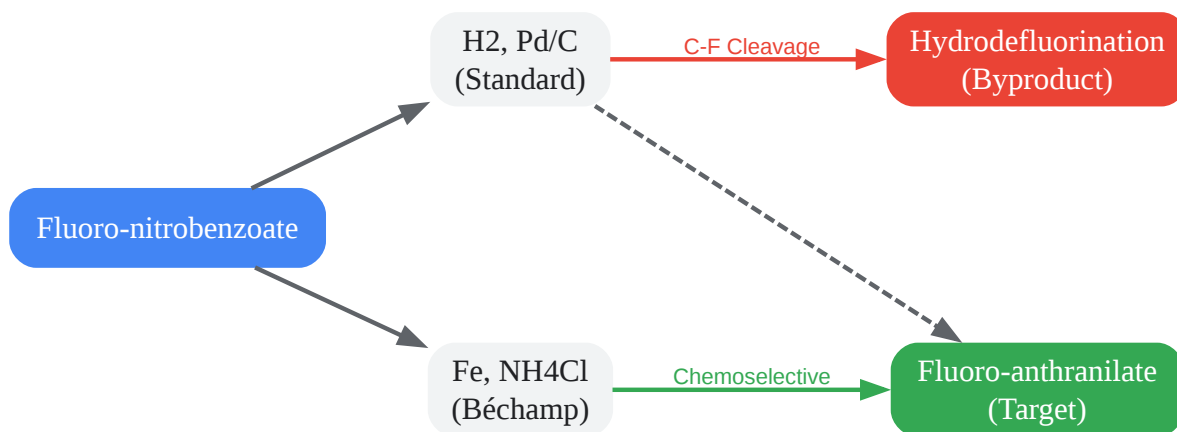 H2, Pd/C
(Standard)
C-F Cleavage
Hydrodefluorination
(Byproduct)
Fluoro-nitrobenzoate
Fe, NH4Cl
(Béchamp)
Chemoselective
Fluoro-anthranilate
(Target)